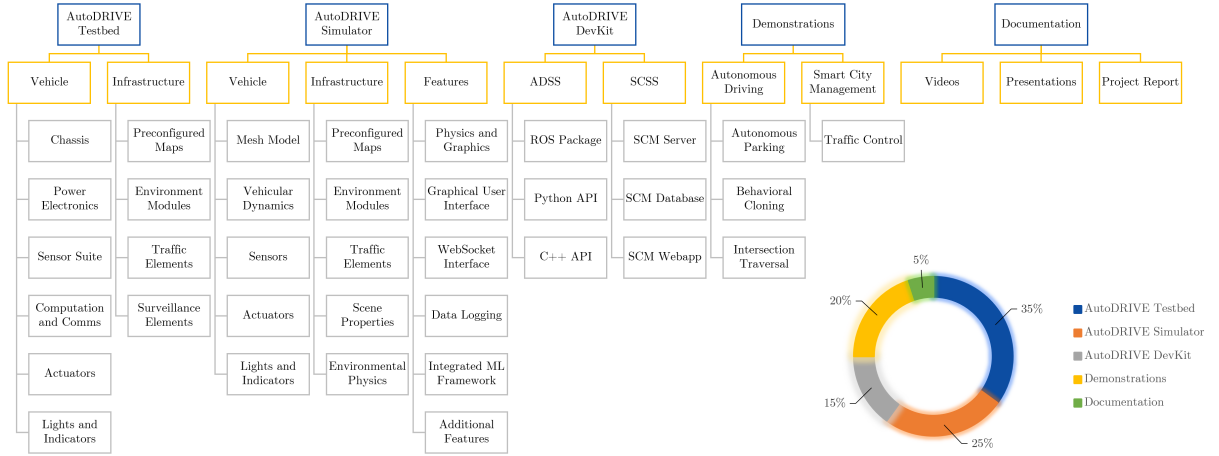 AutoDRIVE
Testbed
AutoDRIVE
Simulator
AutoDRIVE
DevKit
Demonstrations
Documentation
Vehicle
Infrastructure
Vehicle
Infrastructure
Features
ADSS
SCSS
Autonomous
Driving
Smart City
Management
Videos
Presentations
Project Report
Chassis
Preconfigured
Maps
Mesh Model
Preconfigured
Maps
Physics and
Graphics
ROS Package
SCM Server
Autonomous
Parking
Traffic Control
Power
Electronics
Environment
Modules
Vehicular
Dynamics
Environment
Modules
Graphical User
Interface
Python API
SCM Database
Behavioral
Cloning
Sensor Suite
Traffic
Elements
Sensors
Traffic
Elements
WebSocket
Interface
C++ API
SCM Webapp
Intersection
Traversal
Computation
and Comms
Surveillance
Elements
Actuators
Scene
Properties
Data Logging
Actuators
Lights and
Indicators
Environmental
Physics
Integrated ML
Framework
Lights and
Indicators
Additional
Features
5%
20%
35%
15%
25%
AutoDRIVE Testbed
AutoDRIVE Simulator
AutoDRIVE DevKit
Demonstrations
Documentation